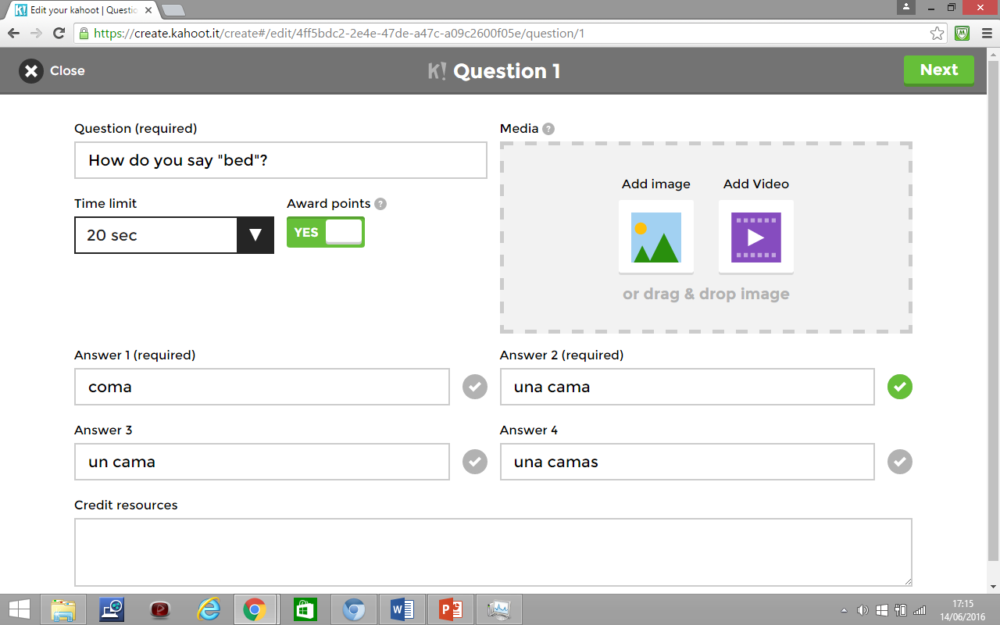 Edit your kahoot | Questic
https://create.kahoot.it/create#/edit/4ff5bdc2-2e4e-47de-a47c-a09c2600f05e/question/1
Close
K! Question 1
Next
Question (required)
Media ?
How do you say "bed"?
Add image
Add Video
Time limit
Award points ?
20 sec
YES
or drag & drop image
Answer 1 (required)
Answer 2 (required)
coma
una cama
Answer 3
Answer 4
un cama
una camas
Credit resources
17:15
14/06/2016